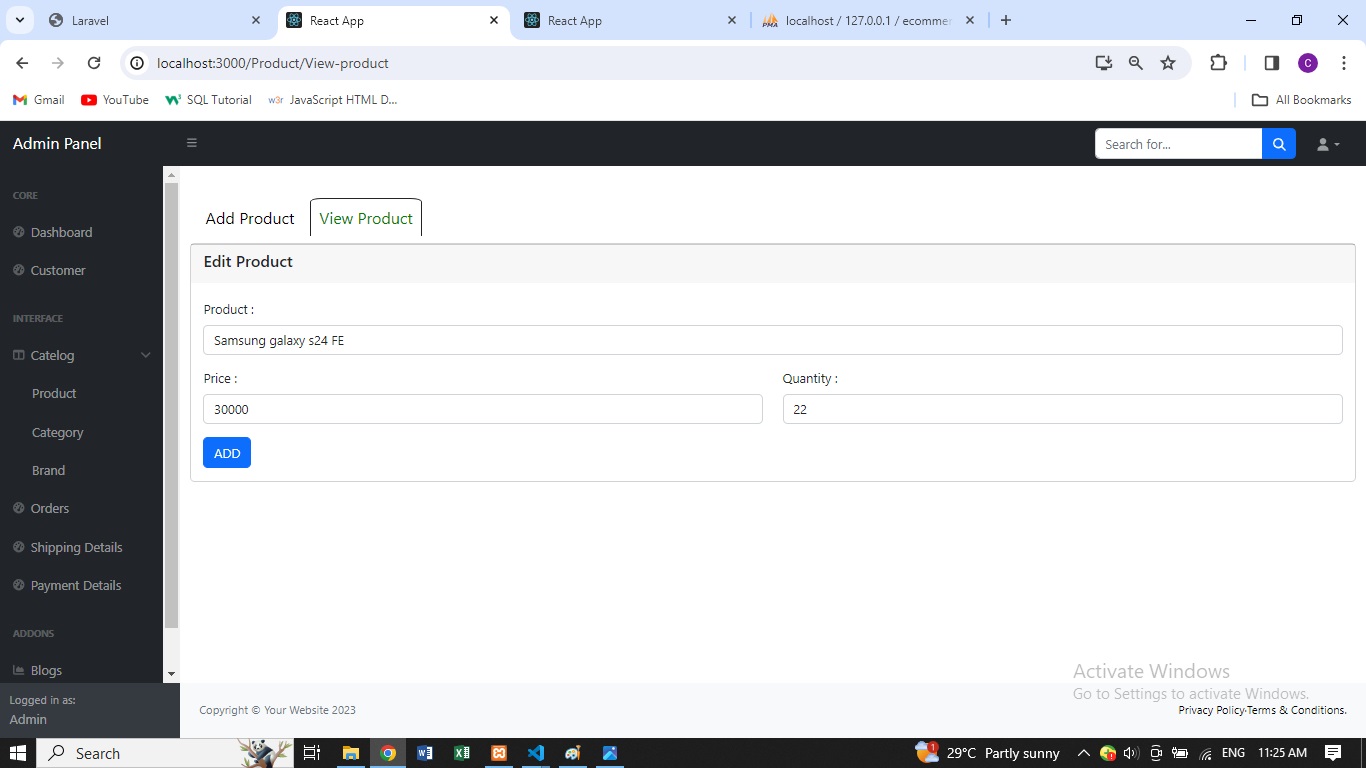 Laravel
React App
React App
localhost / 127.0.0.1 / ecommer
localhost:3000/Product/View-product
C
Gmail
YouTube
SQL Tutorial
JavaScript HTML D...
All Bookmarks
Admin Panel
Search for...
CORE
Dashboard
Customer
INTERFACE
Catelog
Product
Category
Brand
Orders
Shipping Details
Payment Details
ADDONS
Blogs
Logged in as:
Admin
Add Product
View Product
Edit Product
Product :
Samsung galaxy s24 FE
Price :
Quantity :
30000
22
ADD
Activate Windows
Go to Settings to activate Windows.
Copyright © Your Website 2023
Privacy Policy·Terms & Conditions.
Search
1
29°C Partly sunny
ENG
11:25 AM